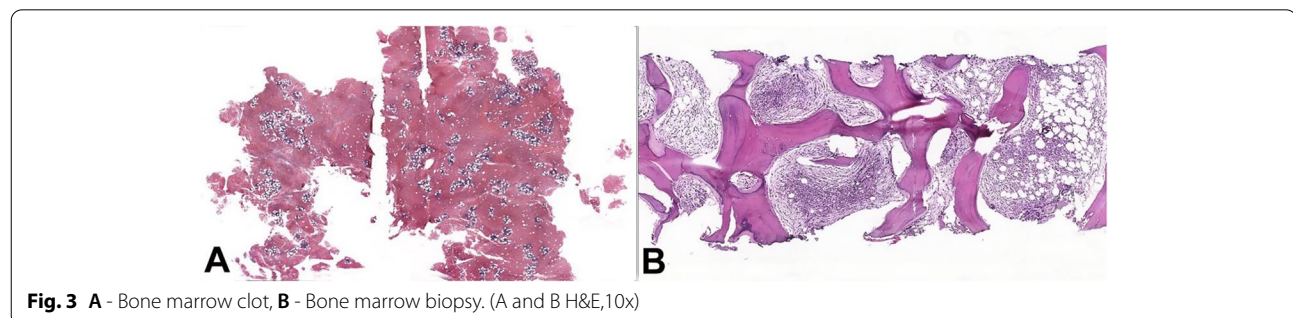 A
B
Fig. 3 A - Bone marrow clot, B - Bone marrow biopsy. (A and B H&E,10x)